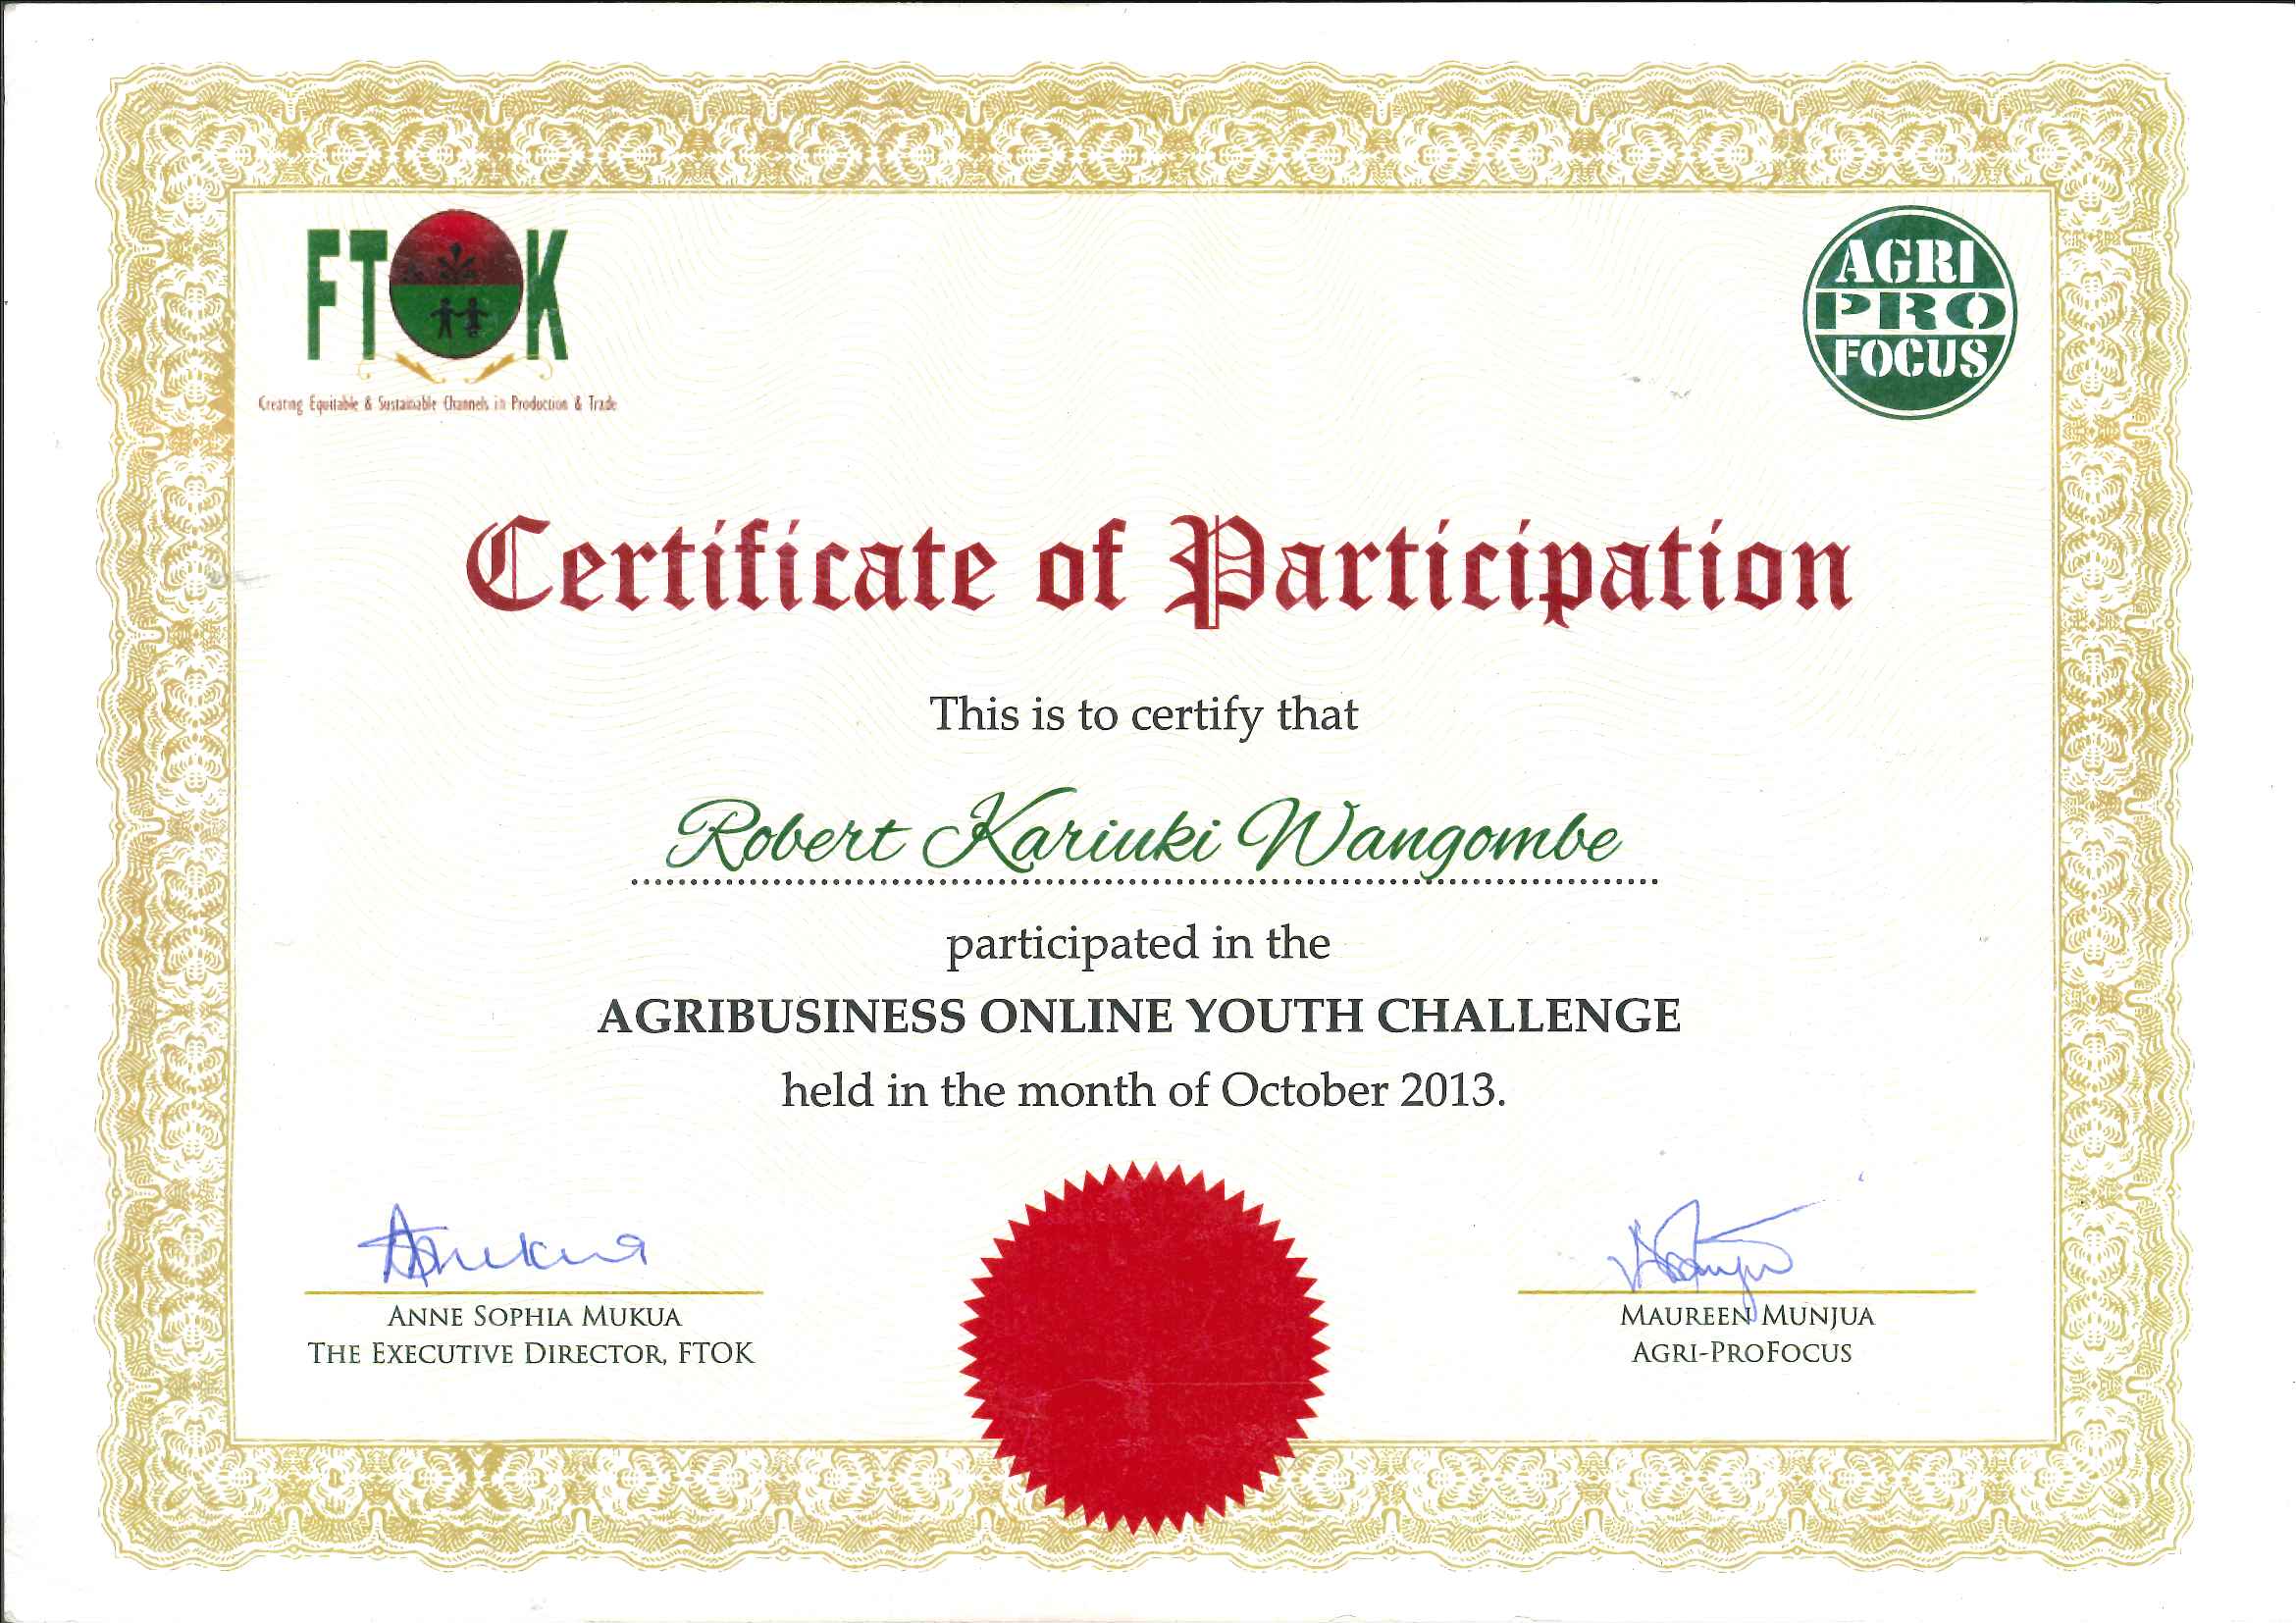 FTOK
Creating Equitable & Sustainable Channels in Production & Trade
AGRI
PRO
FOCUS
Certificate of Participation
This is to certify that
Robert Kariuki Wangombe
participated in the
AGRIBUSINESS ONLINE YOUTH CHALLENGE
held in the month of October 2013.
ANNE SOPHIA MUKUA
THE EXECUTIVE DIRECTOR, FTOK
MAUREEN MUNJUA
AGRI-PROFOCUS